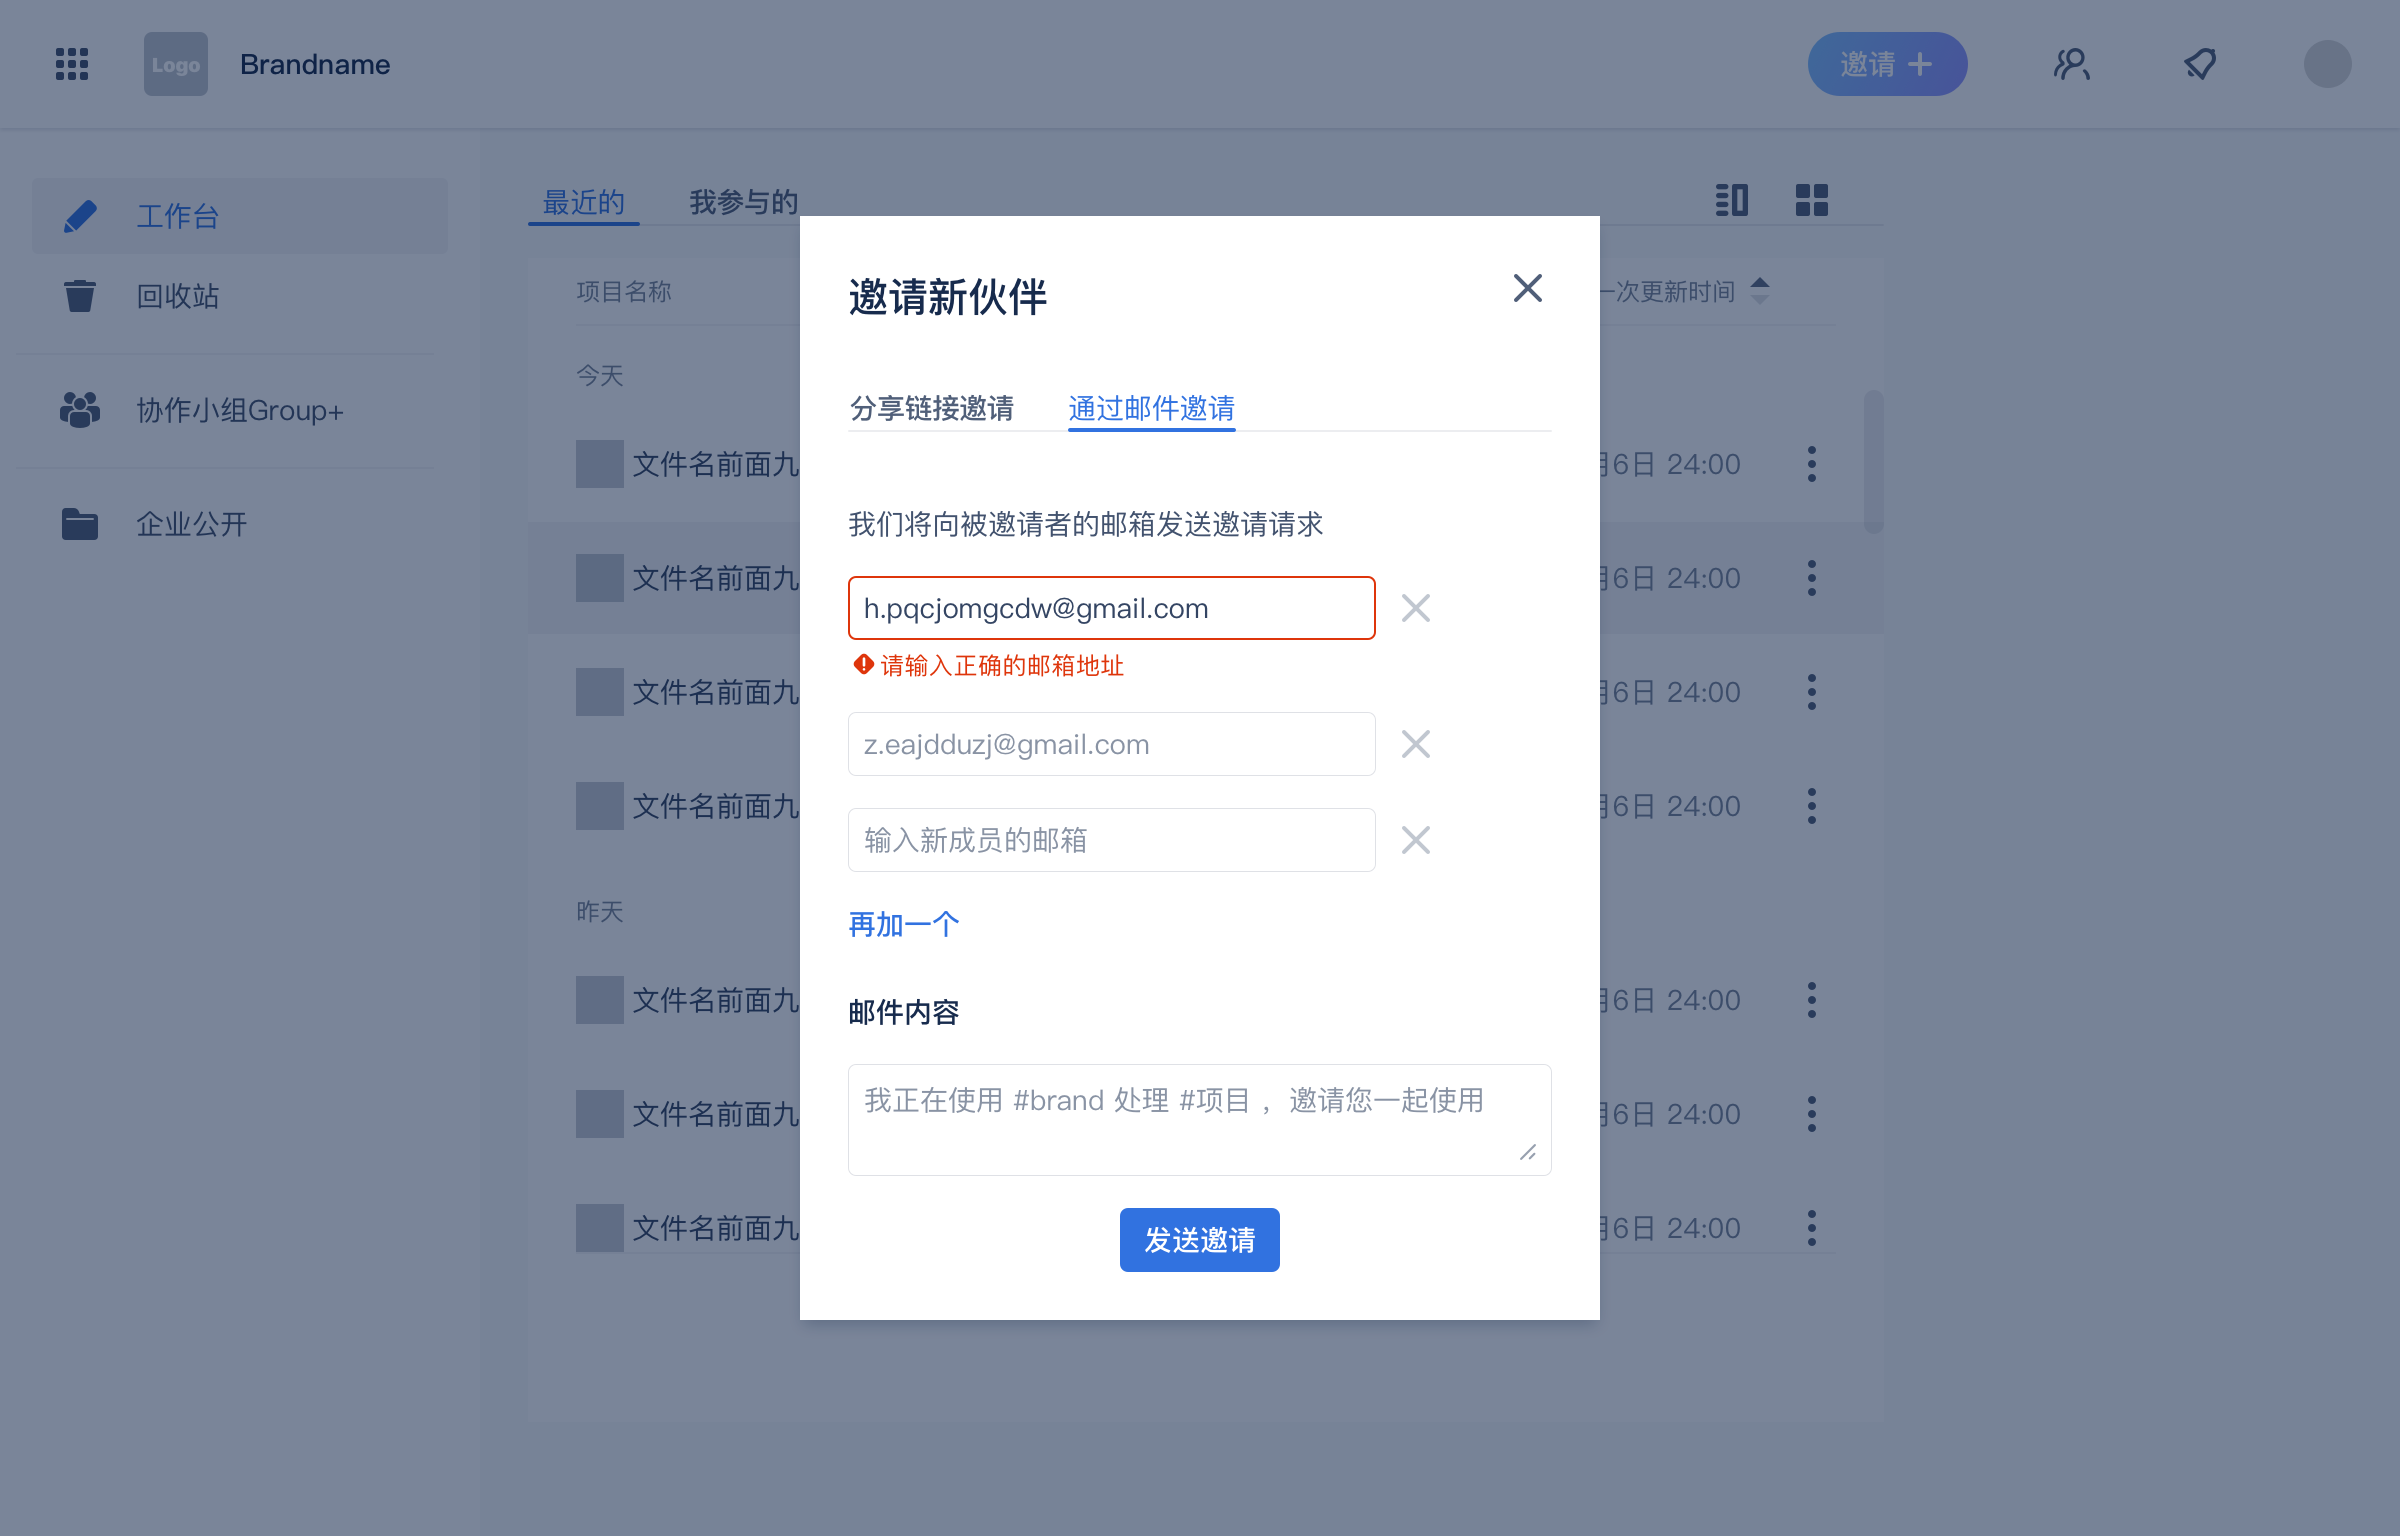 Logo
Brandname
邀请
最近的
我参与的
工作台
回收站
协作小组Group+
企业公开
项目名称
一次更新时间
今天
文件名前面九
月6日 24:00
文件名前面九
月6日 24:00
文件名前面九
月6日 24:00
文件名前面九
月6日 24:00
昨天
文件名前面九
月6日 24:00
文件名前面九
月6日 24:00
文件名前面九
月6日 24:00
邀请新伙伴
分享链接邀请
通过邮件邀请
我们将向被邀请者的邮箱发送邀请请求
h.pqcjomgcdw@gmail.com
请输入正确的邮箱地址
z.eajdduzj@gmail.com
输入新成员的邮箱
再加一个
邮件内容
我正在使用 #brand 处理 #项目 ，邀请您一起使用
发送邀请